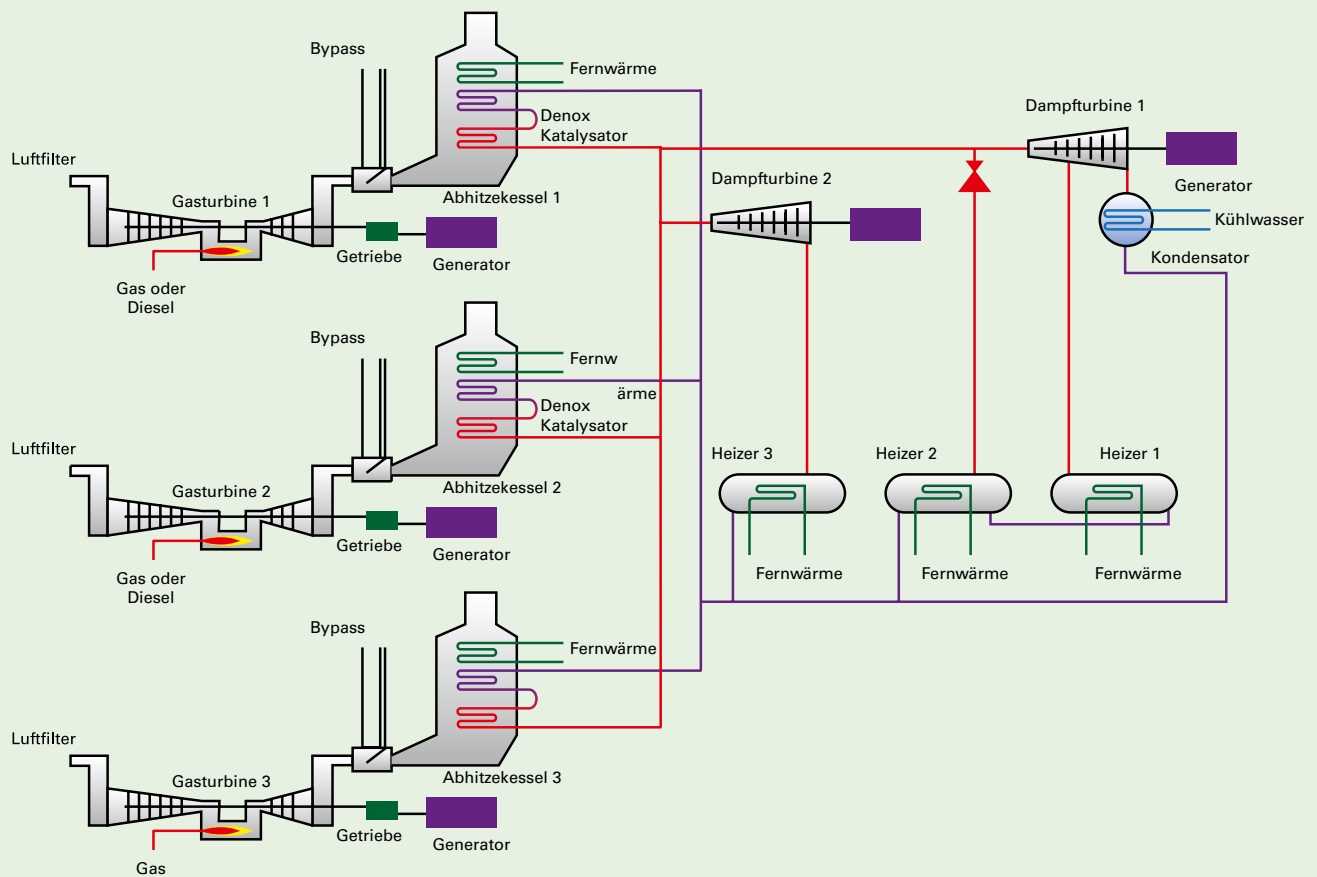 Bypass
Fernwärme
Denox
Katalysator
Luftfilter
Gasturbine 1
Abhitzekessel 1
Getriebe
Generator
Gas oder
Diesel
Dampfturbine 1
Generator
Dampfturbine 2
Kühlwasser
Kondensator
Bypass
Fernw
ärme
Denox
Katalysator
Luftfilter
Gasturbine 2
Abhitzekessel 2
Getriebe
Generator
Gas oder
Diesel
Heizer 3
Heizer 2
Heizer 1
Fernwärme
Fernwärme
Fernwärme
Bypass
Fernwärme
Luftfilter
Gasturbine 3
Abhitzekessel 3
Getriebe
Generator
Gas